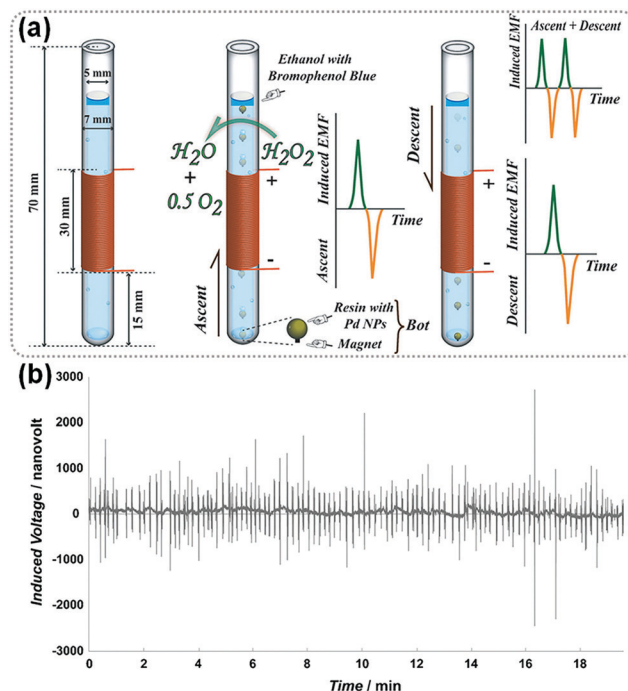 (a)
5 mm
7 mm
70 mm
30 mm
15 mm
Ethanol with
Bromophenol Blue
H₂O
+
0.5 O₂
H₂O₂
+
-
Ascent
Resin with
Pd NPs
Magnet
Bot
Induced EMF
Time
Ascent
Descent
+
-
Ascent + Descent
Induced EMF
Time
Induced EMF
Time
Descent
(b)
Induced Voltage / nanovolt
3000
2000
1000
0
-1000
-2000
-3000
0 2 4 6 8 10 12 14 16 18
Time / min